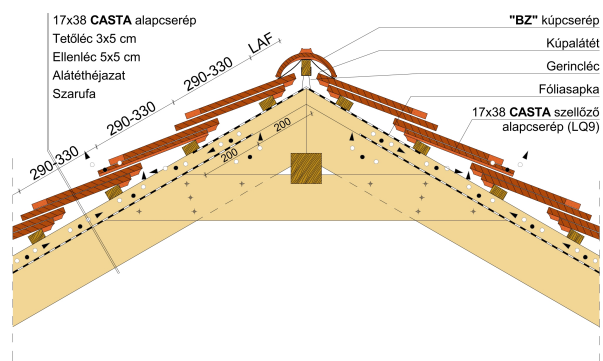 17x38 CASTA alapcserép
Tetőléc 3x5 cm
Ellenléc 5x5 cm
Alátéthéjazat
Szarufa
LAF
290-330
290-330
290-330
200
200
"BZ" kúpcserép
Kúpalátét
Gerincléc
Fóliasapka
17x38 CASTA szellőző
alapcserép (LQ9)